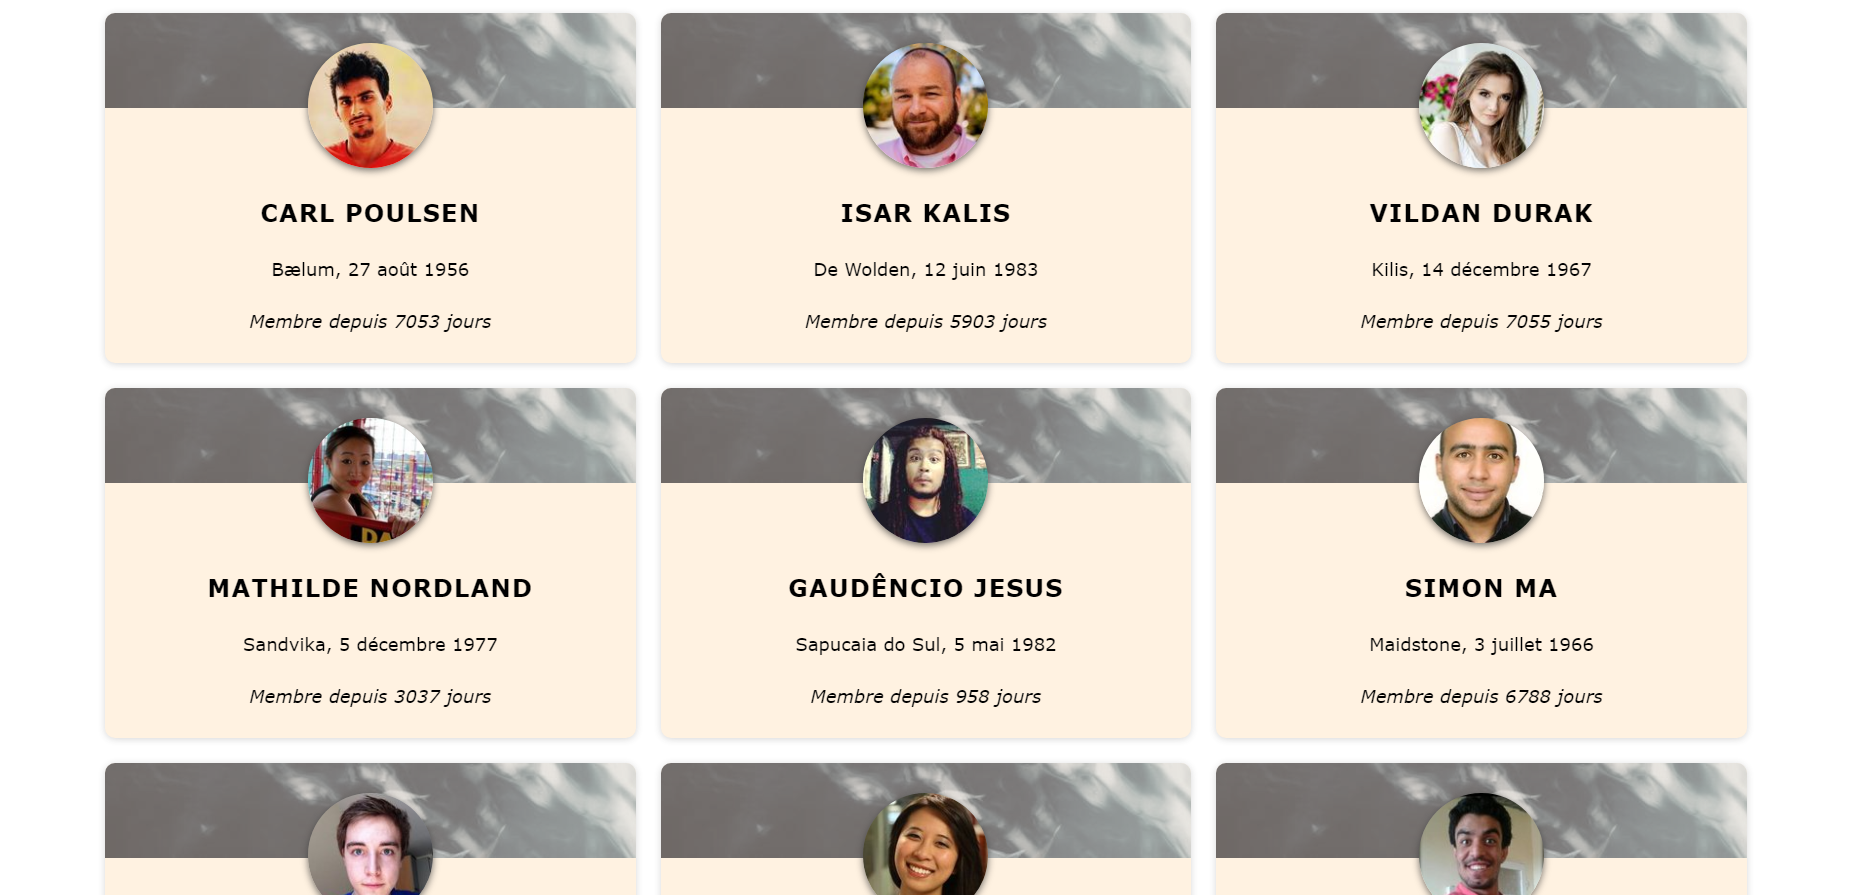 CARL POULSEN
Bælum, 27 août 1956
Membre depuis 7053 jours
ISAR KALIS
De Wolden, 12 juin 1983
Membre depuis 5903 jours
VILDAN DURAK
Kilis, 14 décembre 1967
Membre depuis 7055 jours
MATHILDE NORDLAND
Sandvika, 5 décembre 1977
Membre depuis 3037 jours
GAUDÊNCIO JESUS
Sapucaia do Sul, 5 mai 1982
Membre depuis 958 jours
SIMON MA
Maidstone, 3 juillet 1966
Membre depuis 6788 jours